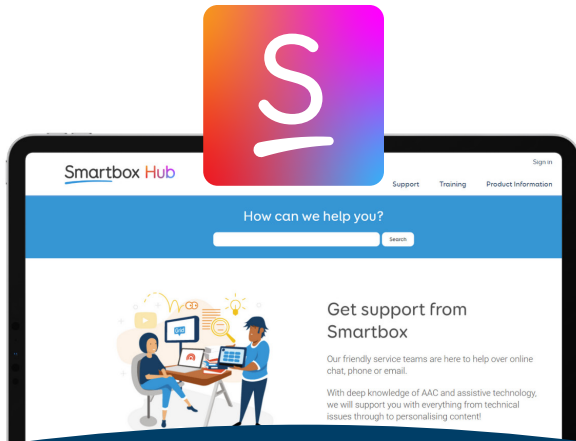 S
Sign in
Smartbox Hub
Support Training Product Information
How can we help you?
Search
Get support from
Smartbox
Our friendly service teams are here to help over online
chat, phone or email.
With deep knowledge of AAC and assistive technology,
we will support you with everything from technical
issues through to personalising content!
Grid